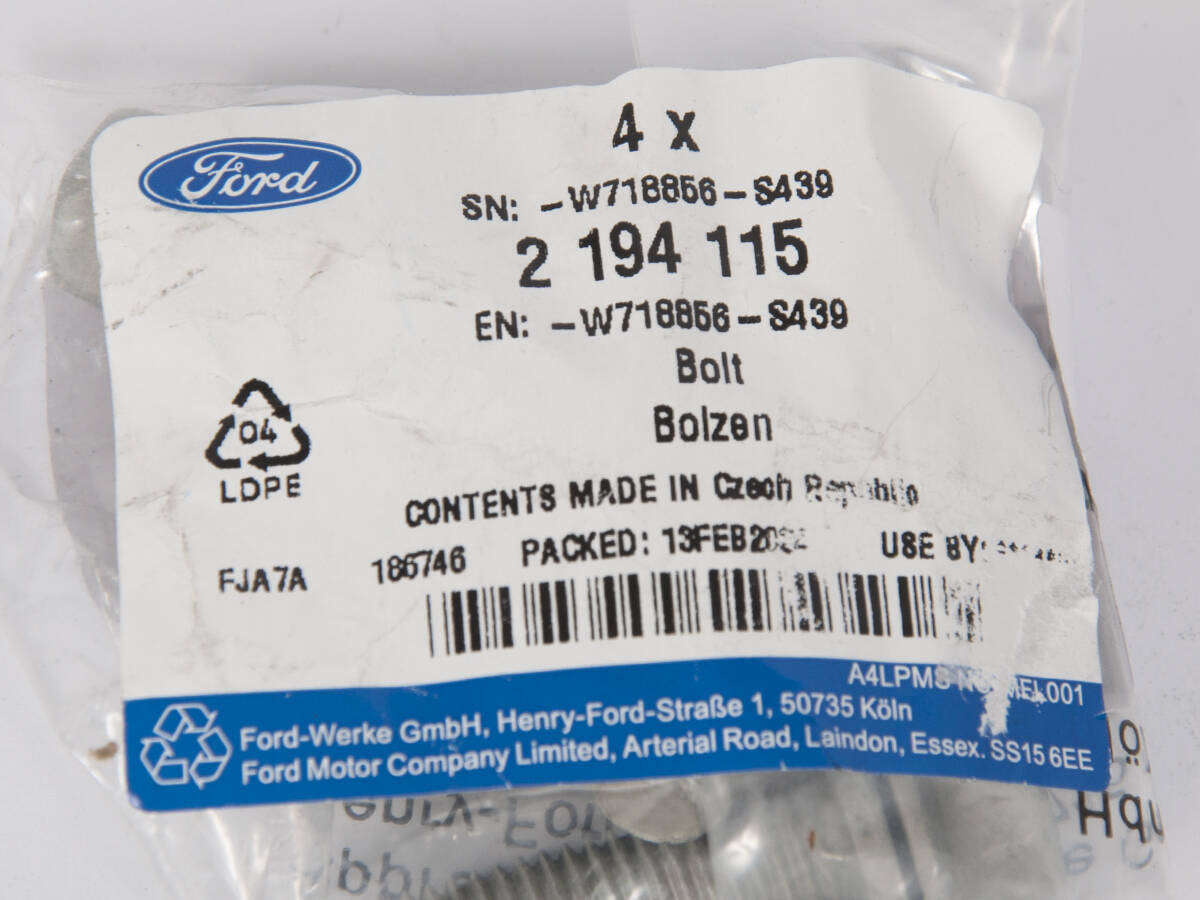 Ford
4 x
SN: -W718856-S439
2 194 115
EN: -W718856-S439
Bolt
Bolzen
04
LDPE
CONTENTS MADE IN Czech Republic
FJA7A 186746 PACKED: 13FEB USE BY
A4LPMS MEL001
Ford-Werke GmbH, Henry-Ford-Straße 1, 50735 Köln
Ford Motor Company Limited, Arterial Road, Laindon, Essex. SS15 6EE